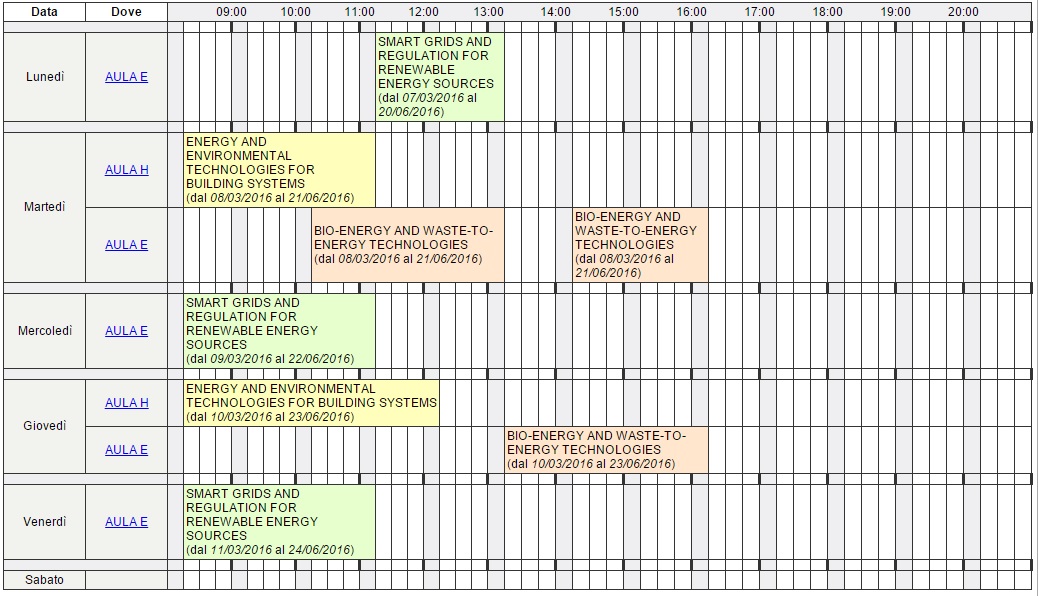 Data Dove 09:00 10:00 11:00 12:00 13:00 14:00 15:00 16:00 17:00 18:00 19:00 20:00
Lunedì
AULA E
SMART GRIDS AND
REGULATION FOR
RENEWABLE
ENERGY SOURCES
(dal 07/03/2016 al
20/06/2016)
Martedì
AULA H
ENERGY AND
ENVIRONMENTAL
TECHNOLOGIES FOR
BUILDING SYSTEMS
(dal 08/03/2016 al 21/06/2016)
AULA E
BIO-ENERGY AND WASTE-TO-
ENERGY TECHNOLOGIES
(dal 08/03/2016 al 21/06/2016)
BIO-ENERGY AND
WASTE-TO-ENERGY
TECHNOLOGIES
(dal 08/03/2016 al
21/06/2016)
Mercoledì
AULA E
SMART GRIDS AND
REGULATION FOR
RENEWABLE ENERGY
SOURCES
(dal 09/03/2016 al 22/06/2016)
Giovedì
AULA H
ENERGY AND ENVIRONMENTAL
TECHNOLOGIES FOR BUILDING SYSTEMS
(dal 10/03/2016 al 23/06/2016)
AULA E
BIO-ENERGY AND WASTE-TO-
ENERGY TECHNOLOGIES
(dal 10/03/2016 al 23/06/2016)
Venerdì
AULA E
SMART GRIDS AND
REGULATION FOR
RENEWABLE ENERGY
SOURCES
(dal 11/03/2016 al 24/06/2016)
Sabato